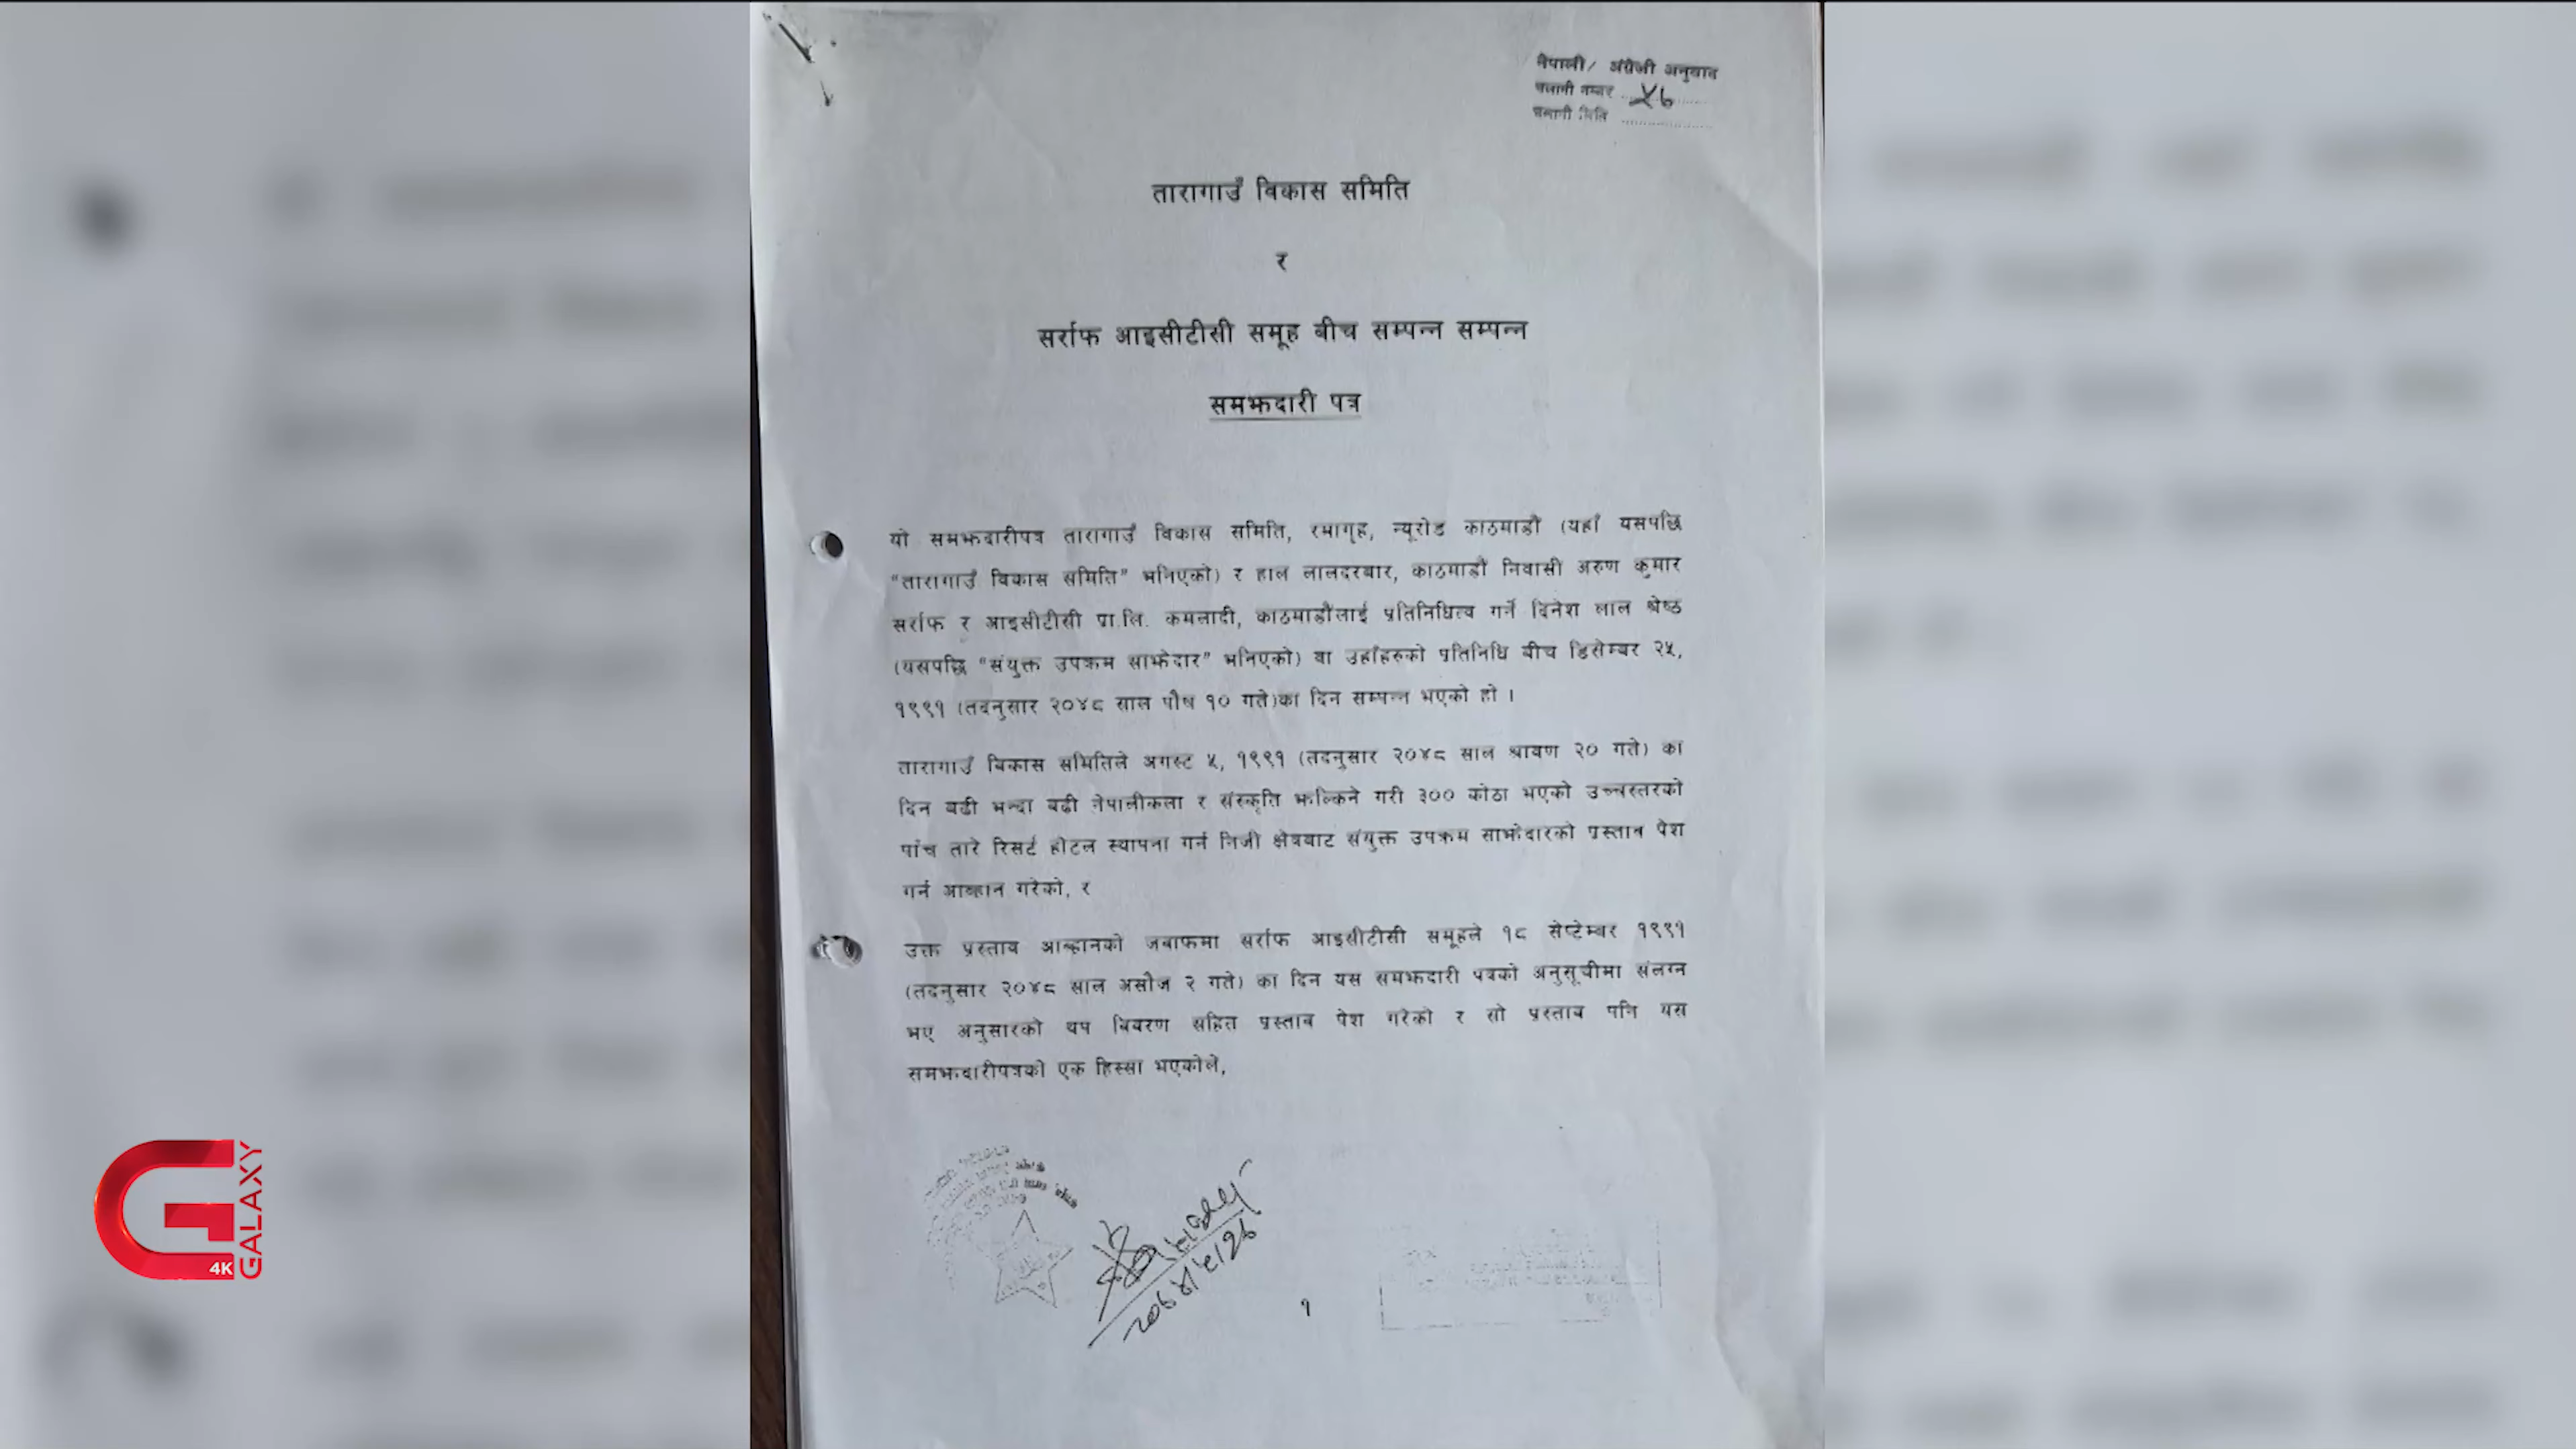 नेपाली/ अंग्रेजी अनुवाद
चलानी नम्बर ५७
चलानी मिति
तारागाउँ विकास समिति
र
सर्राफ आइसीटीसी समूह बीच सम्पन्न सम्पन्न
समझदारी पत्र
यो समझदारीपत्र तारागाउँ विकास समिति, रमागृह, न्यूरोड काठमाडौं (यहाँ यसपछि
"तारागाउँ विकास समिति" भनिएको) र हाल लालदरबार, काठमाडौं निवासी अरुण कुमार
सर्राफ र आइसीटीसी प्रा.लि. कमलादी, काठमाडौंलाई प्रतिनिधित्व गर्ने दिनेश लाल श्रेष्ठ
(यसपछि "संयुक्त उपक्रम साझेदार" भनिएको) वा उहाँहरुको प्रतिनिधि बीच डिसेम्बर २५,
१९९१ (तदनुसार २०४८ साल पौष १० गते)का दिन सम्पन्न भएको हो ।
तारागाउँ विकास समितिले अगस्ट ५, १९९१ (तदनुसार २०४८ साल श्रावण २० गते) का
दिन बढी भन्दा बढी नेपालीकला र संस्कृति झल्किने गरी ३०० कोठा भएको उच्चस्तरको
पाँच तारे रिसर्ट होटल स्थापना गर्न निजी क्षेत्रबाट संयुक्त उपक्रम साझेदारको प्रस्ताव पेश
गर्न आव्हान गरेको, र
उक्त प्रस्ताव आव्हानको जवाफमा सर्राफ आइसीटीसी समूहले १८ सेप्टेम्बर १९९१
(तदनुसार २०४८ साल असोज २ गते) का दिन यस समझदारी पत्रको अनुसूचीमा संलग्न
भए अनुसारको थप विवरण सहित प्रस्ताव पेश गरेको र सो प्रस्ताव पनि यस
समझदारीपत्रको एक हिस्सा भएकोले,
१
GALAXY
4K